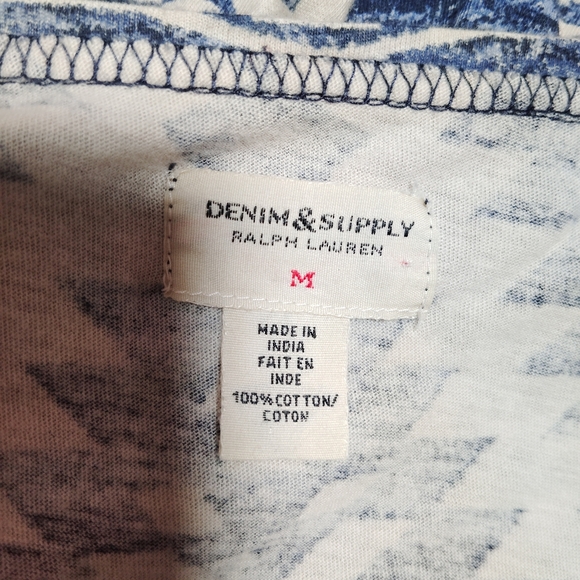 DENIM&SUPPLY
RALPH LAUREN
M
MADE IN
INDIA
FAIT EN
INDE
100%COTTON/
COTON